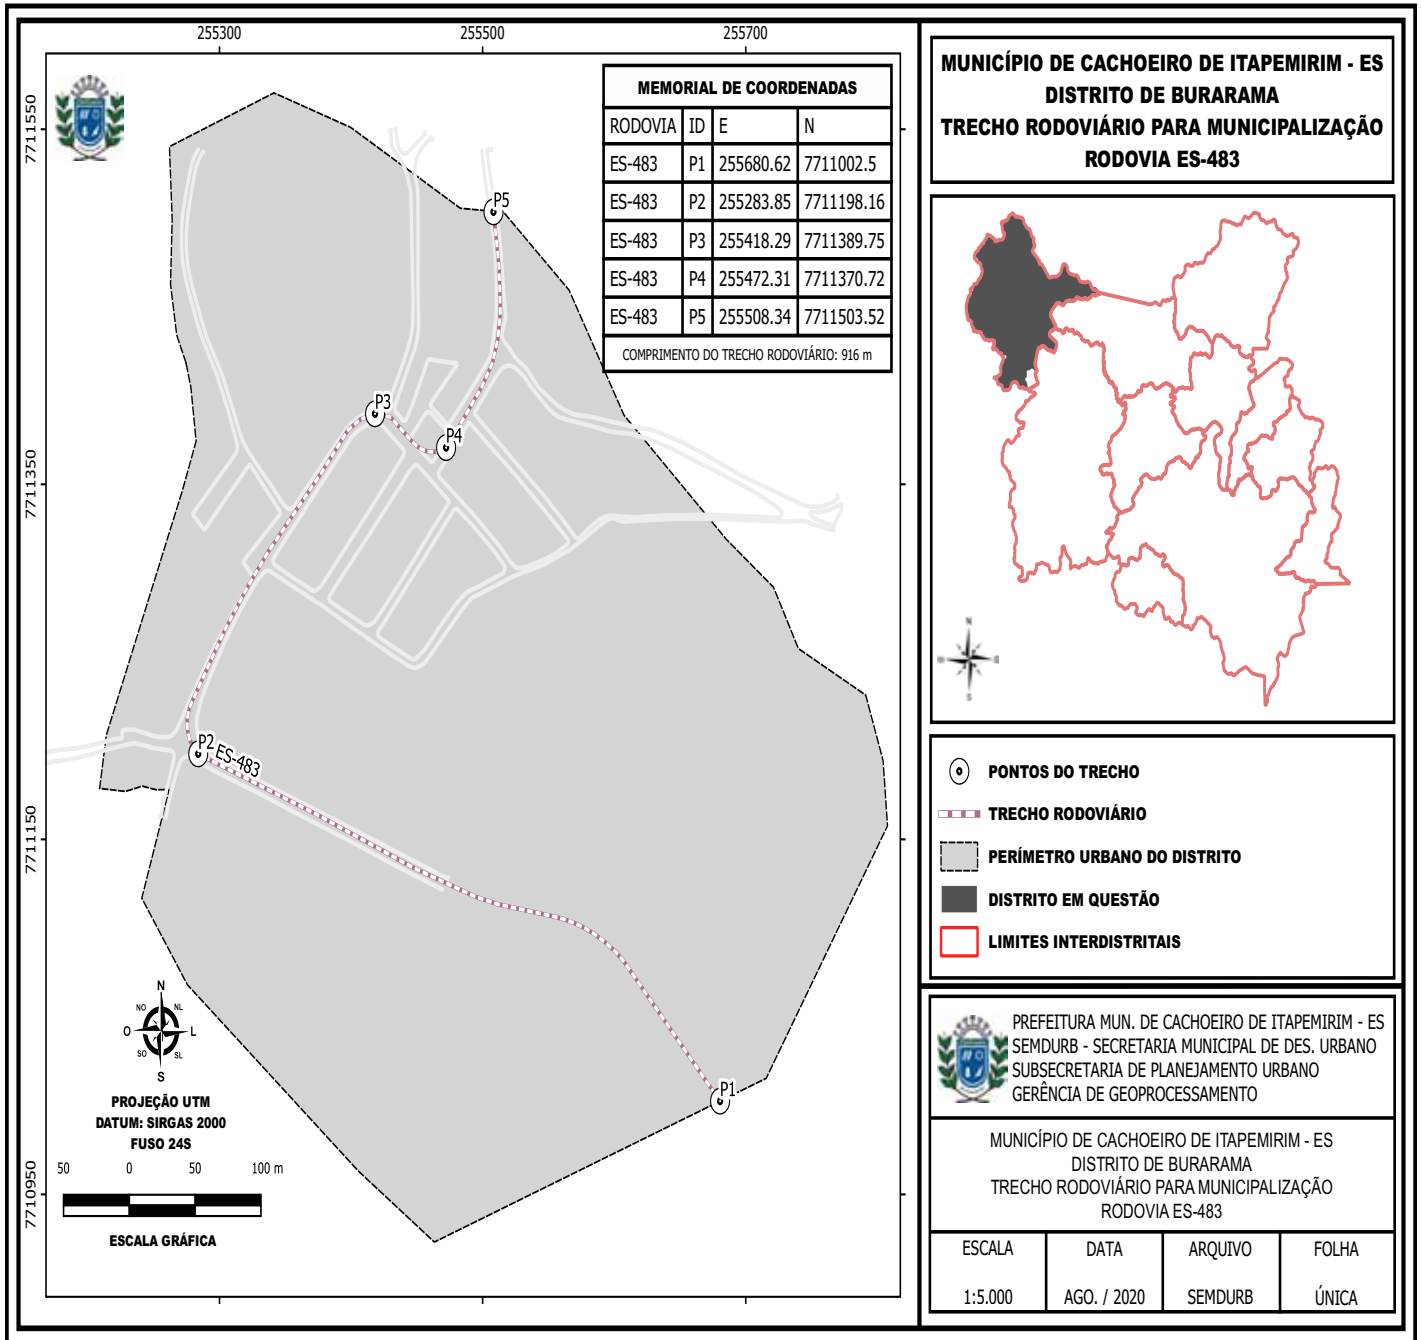 255300 255500 255700
7711550
7711350
7711150
7710950
MEMORIAL DE COORDENADAS
RODOVIA ID E N
ES-483 P1 255680.62 7711002.5
ES-483 P2 255283.85 7711198.16
ES-483 P3 255418.29 7711389.75
ES-483 P4 255472.31 7711370.72
ES-483 P5 255508.34 7711503.52
COMPRIMENTO DO TRECHO RODOVIÁRIO: 916 m
P5
P3
P4
P2
ES-483
P1
N
NO NL
O L
SO SL
S
PROJEÇÃO UTM
DATUM: SIRGAS 2000
FUSO 24S
50 0 50 100 m
ESCALA GRÁFICA
MUNICÍPIO DE CACHOEIRO DE ITAPEMIRIM - ES
DISTRITO DE BURARAMA
TRECHO RODOVIÁRIO PARA MUNICIPALIZAÇÃO
RODOVIA ES-483
N
S
PONTOS DO TRECHO
TRECHO RODOVIÁRIO
PERÍMETRO URBANO DO DISTRITO
DISTRITO EM QUESTÃO
LIMITES INTERDISTRITAIS
PREFEITURA MUN. DE CACHOEIRO DE ITAPEMIRIM - ES
SEMDURB - SECRETARIA MUNICIPAL DE DES. URBANO
SUBSECRETARIA DE PLANEJAMENTO URBANO
GERÊNCIA DE GEOPROCESSAMENTO
MUNICÍPIO DE CACHOEIRO DE ITAPEMIRIM - ES
DISTRITO DE BURARAMA
TRECHO RODOVIÁRIO PARA MUNICIPALIZAÇÃO
RODOVIA ES-483
ESCALA DATA ARQUIVO FOLHA
1:5.000 AGO. / 2020 SEMDURB ÚNICA